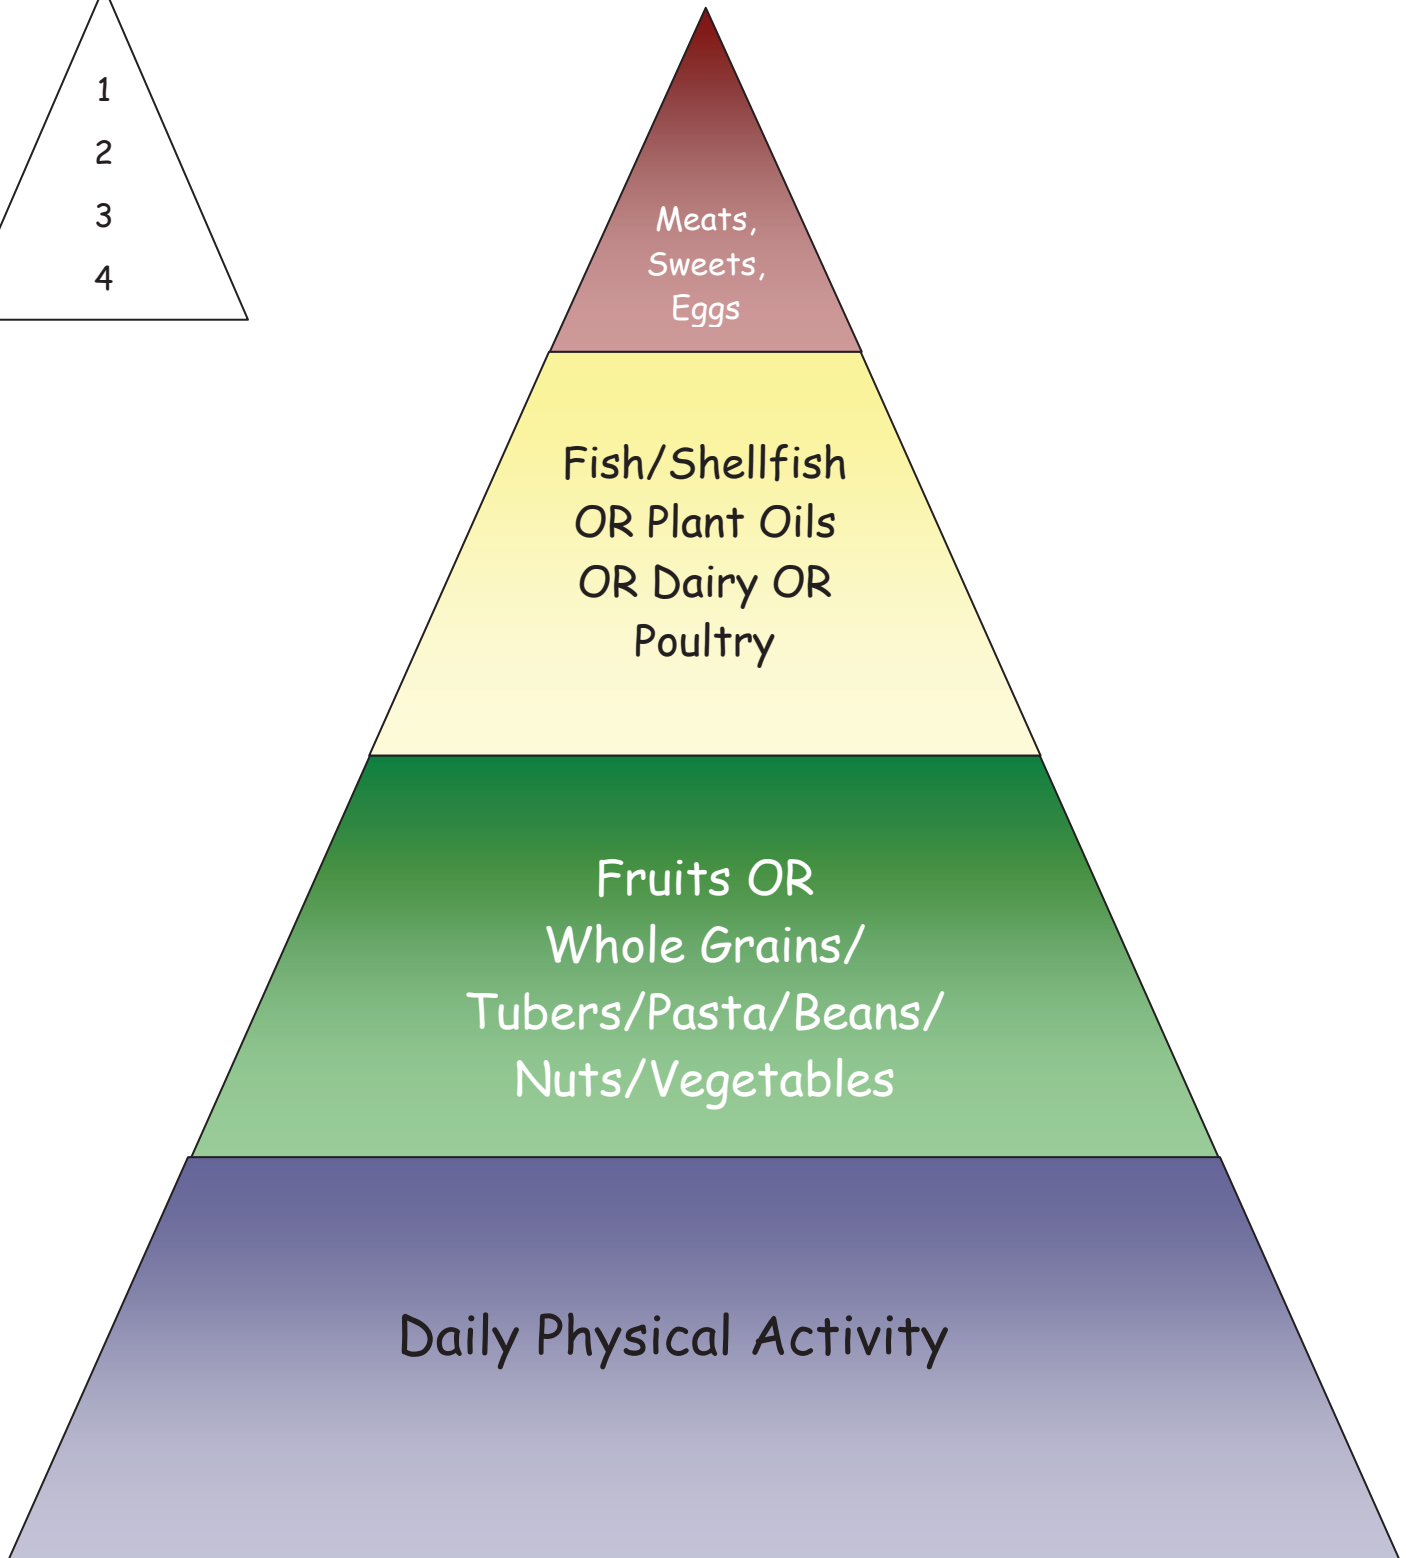 1
2
3
4
Meats,
Sweets,
Eggs
Fish/Shellfish
OR Plant Oils
OR Dairy OR
Poultry
Fruits OR
Whole Grains/
Tubers/Pasta/Beans/
Nuts/Vegetables
Daily Physical Activity